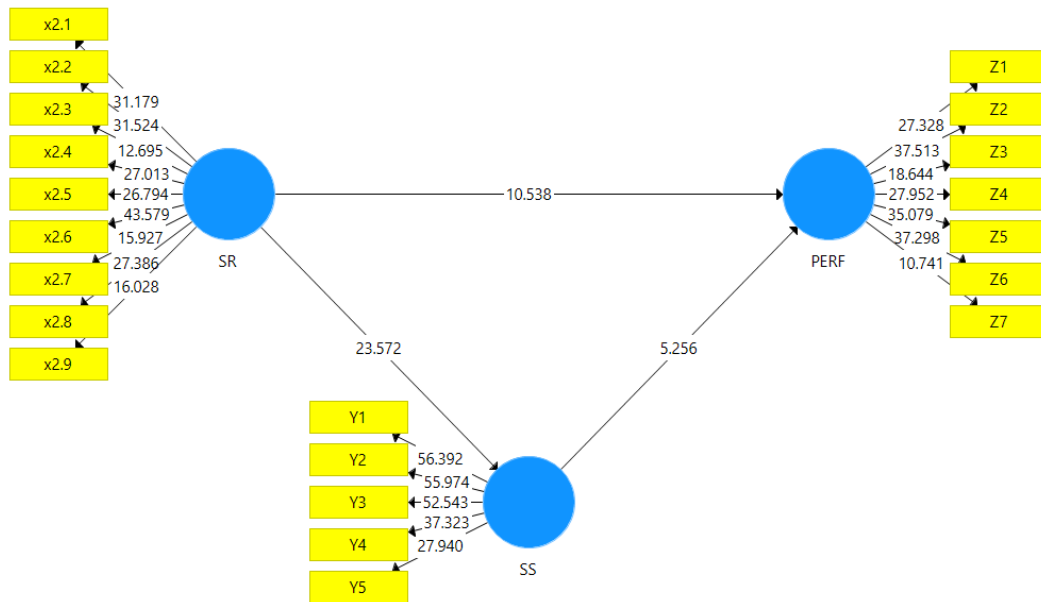 x2.1
x2.2
x2.3
x2.4
x2.5
x2.6
x2.7
x2.8
x2.9
31.179
31.524
12.695
27.013
26.794
43.579
15.927
27.386
16.028
SR
10.538
23.572
5.256
PERF
27.328
37.513
18.644
27.952
35.079
37.298
10.741
Z1
Z2
Z3
Z4
Z5
Z6
Z7
Y1
Y2
Y3
Y4
Y5
56.392
55.974
52.543
37.323
27.940
SS